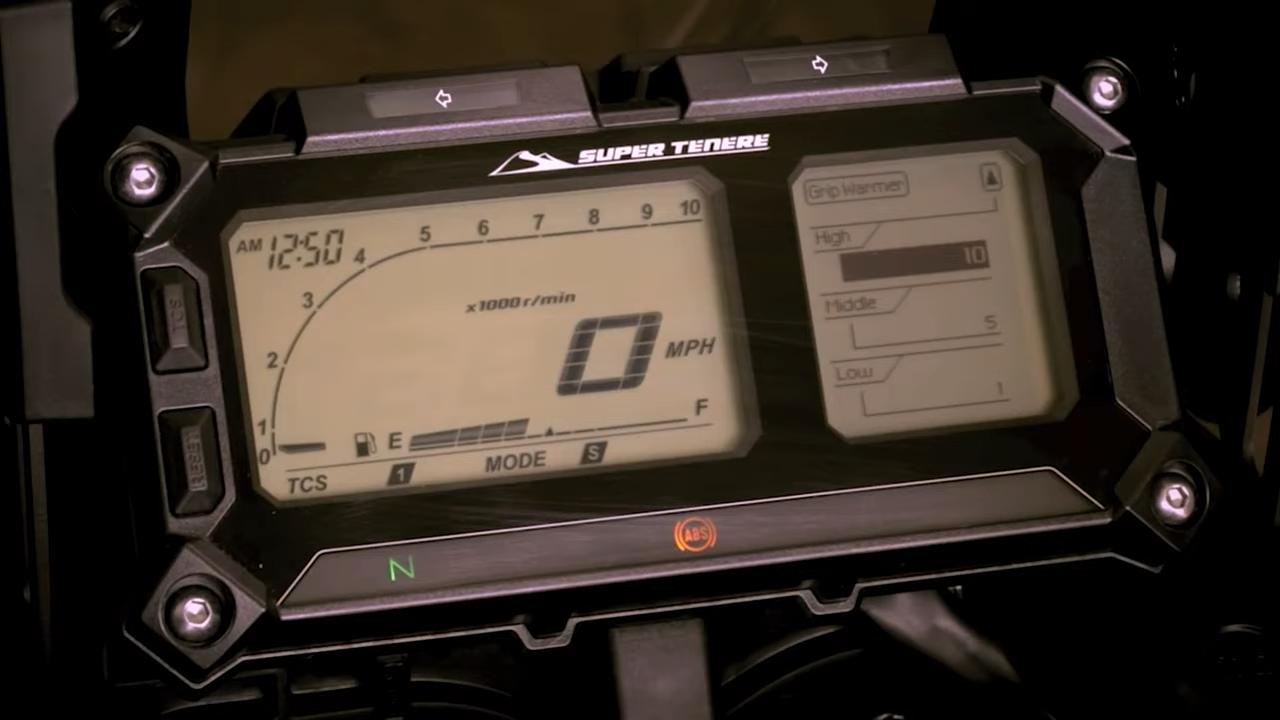 SUPER TENERE
AM 12:50
0 1 2 3 4 5 6 7 8 9 10
x1000 r/min
0 MPH
E F
TCS 1 MODE S
Grip Warmer
High
10
Middle
5
Low
1
TCS
RESET
N
ABS